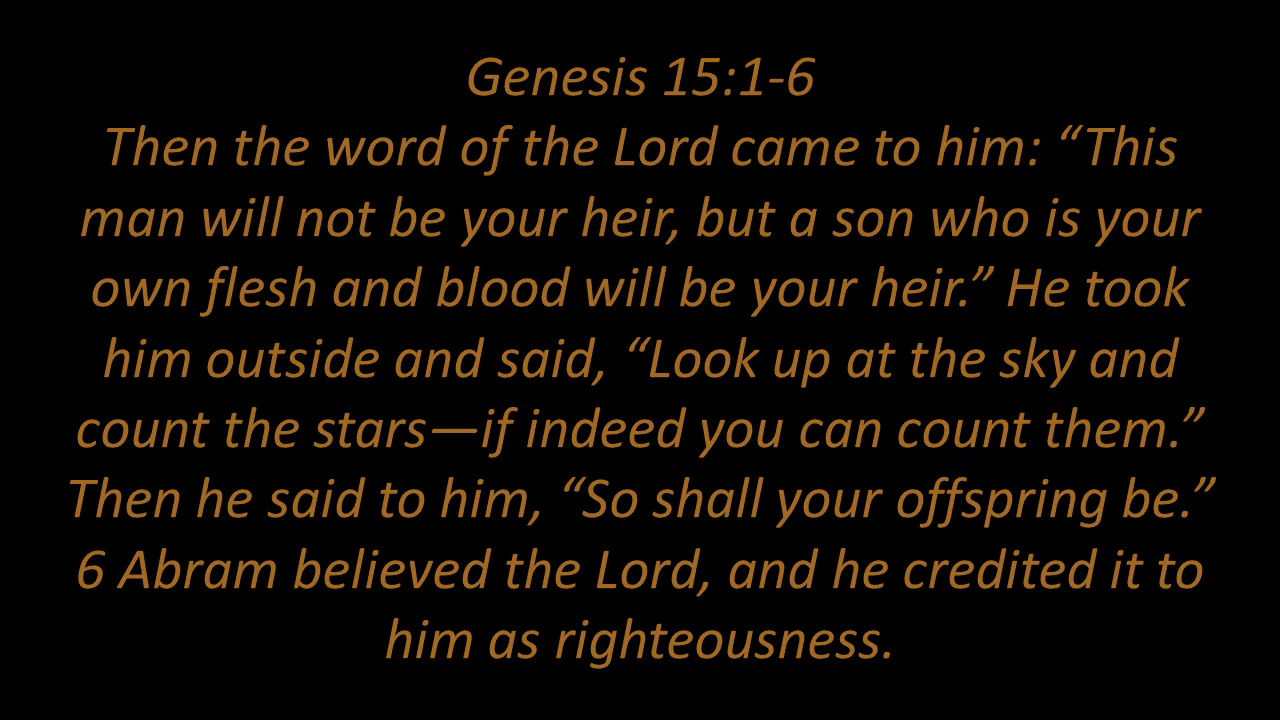 Genesis 15:1-6
Then the word of the Lord came to him: “This
man will not be your heir, but a son who is your
own flesh and blood will be your heir.” He took
him outside and said, “Look up at the sky and
count the stars—if indeed you can count them.”
Then he said to him, “So shall your offspring be.”
6 Abram believed the Lord, and he credited it to
him as righteousness.